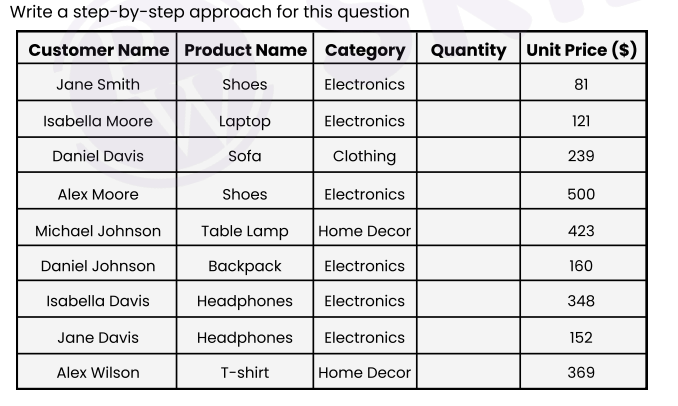 Write a step-by-step approach for this question
Customer Name Product Name Category Quantity Unit Price ($)
Jane Smith Shoes Electronics 81
Isabella Moore Laptop Electronics 121
Daniel Davis Sofa Clothing 239
Alex Moore Shoes Electronics 500
Michael Johnson Table Lamp Home Decor 423
Daniel Johnson Backpack Electronics 160
Isabella Davis Headphones Electronics 348
Jane Davis Headphones Electronics 152
Alex Wilson T-shirt Home Decor 369